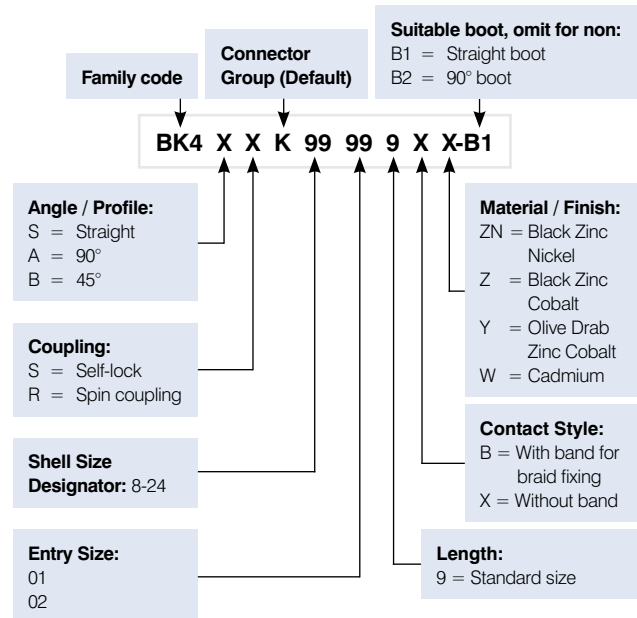 Suitable boot, omit for non:
B1 = Straight boot
B2 = 90° boot
Connector
Group (Default)
Family code
BK4 X X K 99 99 9 X X-B1
Angle / Profile:
S = Straight
A = 90°
B = 45°
Coupling:
S = Self-lock
R = Spin coupling
Shell Size
Designator: 8-24
Entry Size:
01
02
Material / Finish:
ZN = Black Zinc
Nickel
Z = Black Zinc
Cobalt
Y = Olive Drab
Zinc Cobalt
W = Cadmium
Contact Style:
B = With band for
braid fixing
X = Without band
Length:
9 = Standard size